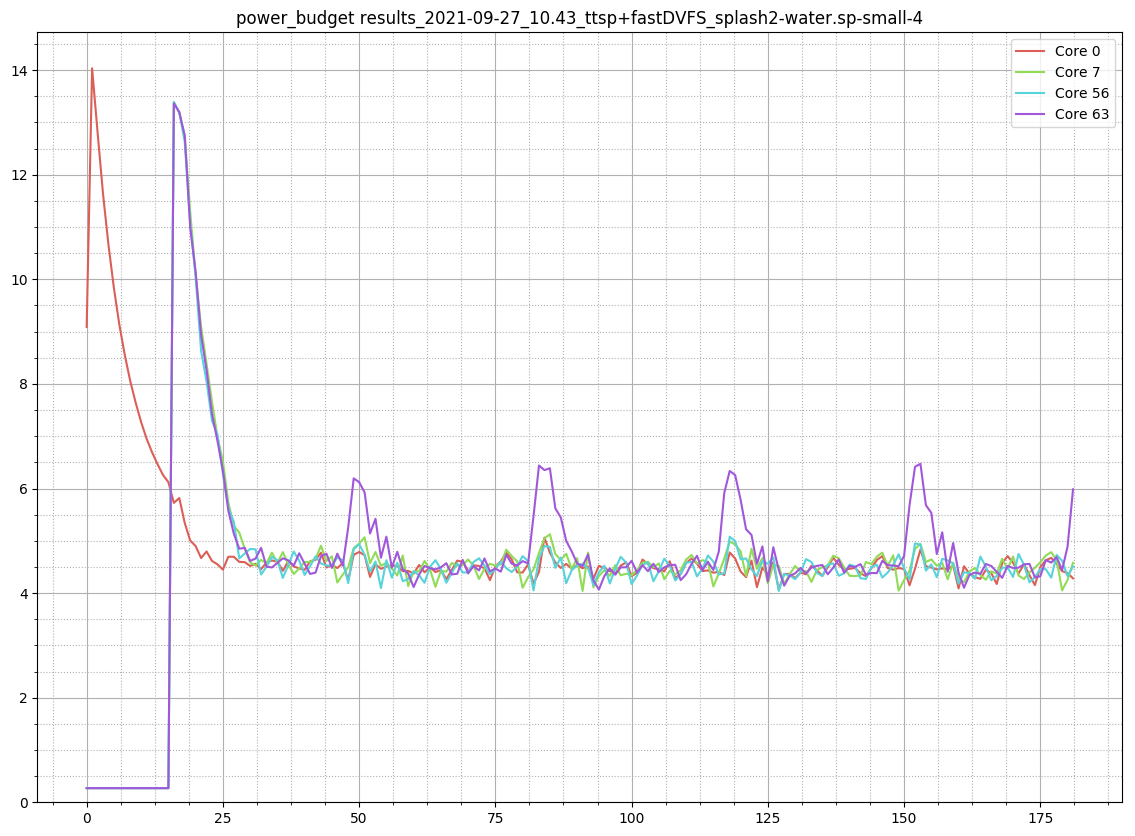 power_budget results_2021-09-27_10.43_ttsp+fastDVFS_splash2-water.sp-small-4
Core 0
Core 7
Core 56
Core 63
14
12
10
8
6
4
2
0
0 25 50 75 100 125 150 175